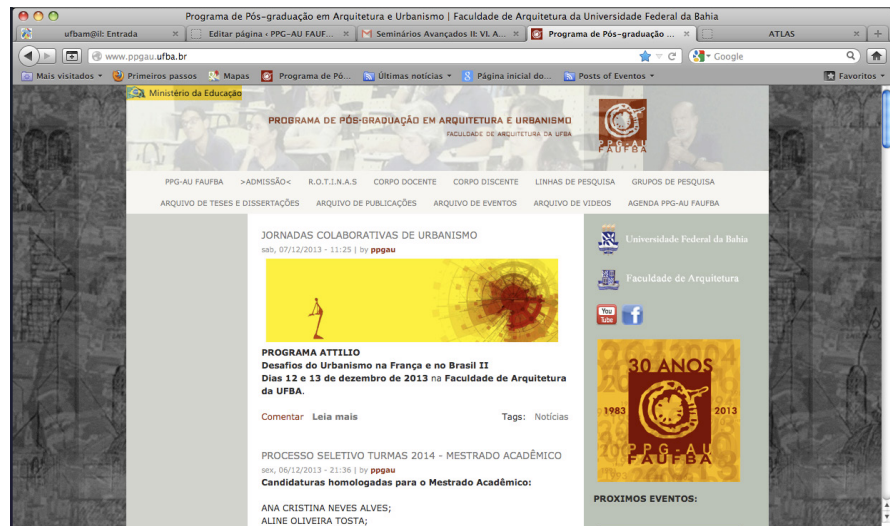 Programa de Pós-graduação em Arquitetura e Urbanismo | Faculdade de Arquitetura da Universidade Federal da Bahia
ufbam@il: Entrada
Editar página ‹ PPG-AU FAUF...
Seminários Avançados II: VI. A...
Programa de Pós-graduação ...
ATLAS
www.ppgau.ufba.br
Google
Mais visitados
Primeiros passos
Mapas
Programa de Pó...
Últimas notícias
Página inicial do...
Posts of Eventos
Favoritos
Ministério da Educação
PROGRAMA DE PÓS-GRADUAÇÃO EM ARQUITETURA E URBANISMO
FACULDADE DE ARQUITETURA DA UFBA
PPG-AU
FAUFBA
PPG-AU FAUFBA >ADMISSÃO< R.O.T.I.N.A.S CORPO DOCENTE CORPO DISCENTE LINHAS DE PESQUISA GRUPOS DE PESQUISA
ARQUIVO DE TESES E DISSERTAÇÕES ARQUIVO DE PUBLICAÇÕES ARQUIVO DE EVENTOS ARQUIVO DE VIDEOS AGENDA PPG-AU FAUFBA
JORNADAS COLABORATIVAS DE URBANISMO
sab, 07/12/2013 - 11:25 | by ppgau
PROGRAMA ATTILIO
Desafios do Urbanismo na França e no Brasil II
Dias 12 e 13 de dezembro de 2013 na Faculdade de Arquitetura
da UFBA.
Comentar Leia mais Tags: Notícias
PROCESSO SELETIVO TURMAS 2014 - MESTRADO ACADÊMICO
sex, 06/12/2013 - 21:36 | by ppgau
Candidaturas homologadas para o Mestrado Acadêmico:
ANA CRISTINA NEVES ALVES;
ALINE OLIVEIRA TOSTA;
Universidade Federal da Bahia
Faculdade de Arquitetura
You
Tube
f
30 ANOS
1983 2013
PPG-AU
FAUFBA
PROXIMOS EVENTOS: